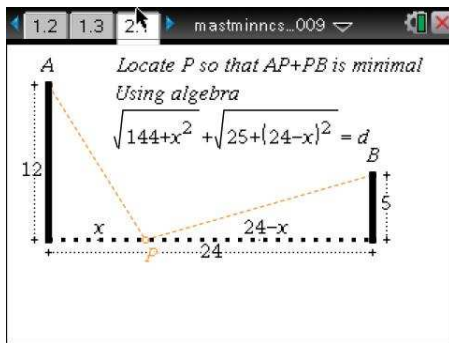 1.2 1.3 2.1 mastminncs...009
A Locate P so that AP+PB is minimal
Using algebra
√144+x² + √25+(24-x)² = d
B
12
5
x 24-x
P 24